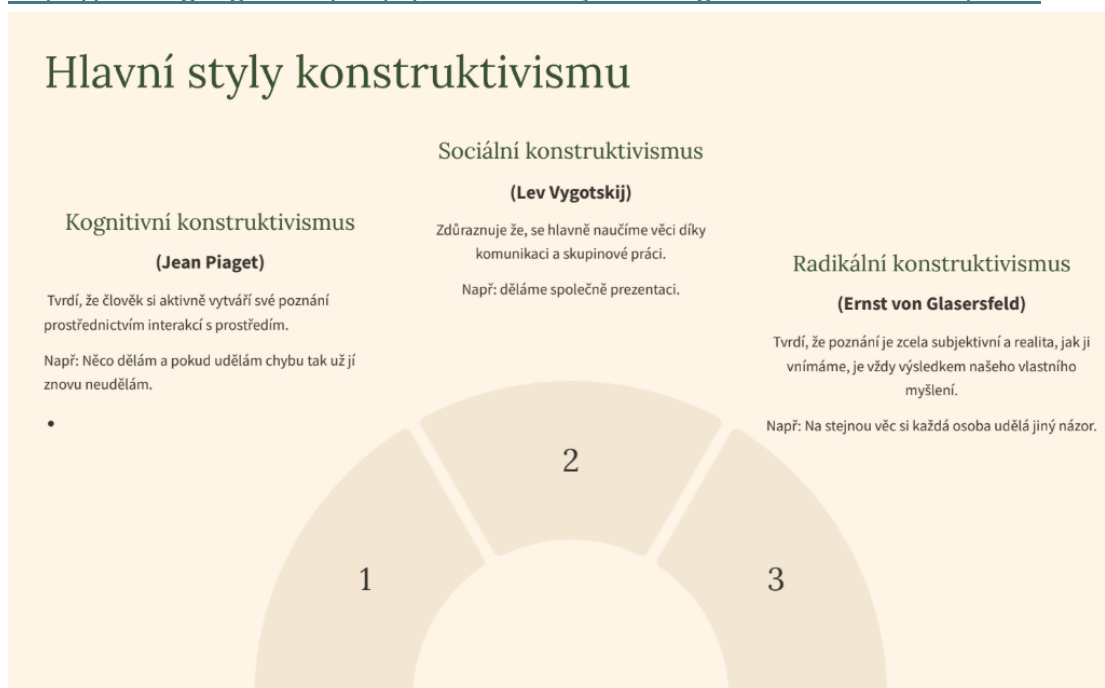 Hlavní styly konstruktivismu
Kognitivní konstruktivismus
(Jean Piaget)
Tvrdí, že člověk si aktivně vytváří své poznání
prostřednictvím interakcí s prostředím.
Např: Něco dělám a pokud udělám chybu tak už jí
znovu neudělám.
Sociální konstruktivismus
(Lev Vygotskij)
Zdůraznuje že, se hlavně naučíme věci díky
komunikaci a skupinové práci.
Např: děláme společně prezentaci.
Radikální konstruktivismus
(Ernst von Glasersfeld)
Tvrdí, že poznání je zcela subjektivní a realita, jak ji
vnímáme, je vždy výsledkem našeho vlastního
myšlení.
Např: Na stejnou věc si každá osoba udělá jiný názor.
1
2
3